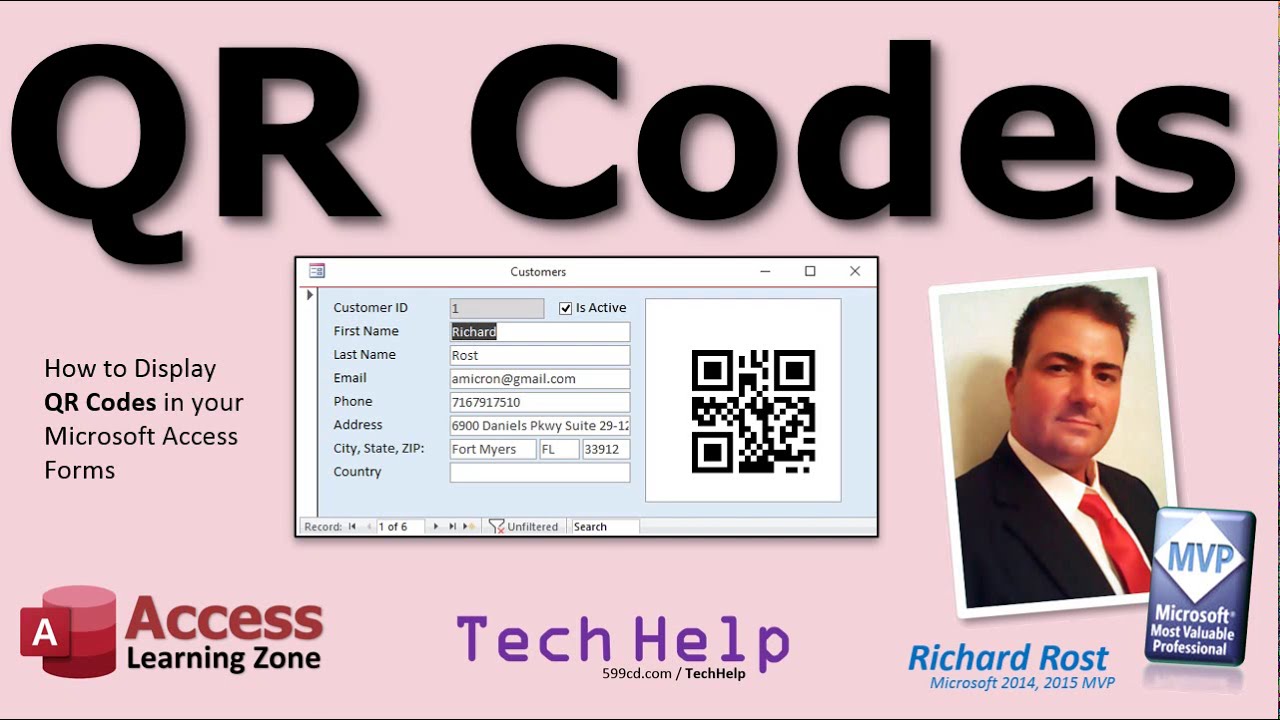 QR Codes
Customers
Customer ID 1 Is Active
First Name Richard
Last Name Rost
Email amicron@gmail.com
Phone 7167917510
Address 6900 Daniels Pkwy Suite 29-12
City, State, ZIP: Fort Myers FL 33912
Country
Record: 1 of 6 Unfiltered Search
How to Display
QR Codes in your
Microsoft Access
Forms
MVP
Microsoft®
Most Valuable
Professional
A Access
Learning Zone
Tech Help
599cd.com / TechHelp
Richard Rost
Microsoft 2014, 2015 MVP